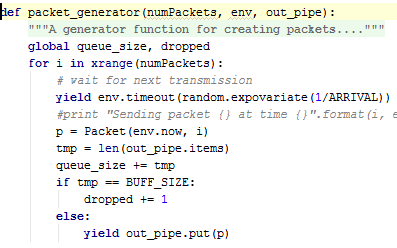 def packet_generator(numPackets, env, out_pipe):
    """A generator function for creating packets...."""
    global queue_size, dropped
    for i in xrange(numPackets):
        # wait for next transmission
        yield env.timeout(random.expovariate(1/ARRIVAL))
        #print "Sending packet {} at time {}".format(i, e
        p = Packet(env.now, i)
        tmp = len(out_pipe.items)
        queue_size += tmp
        if tmp == BUFF_SIZE:
            dropped += 1
        else:
            yield out_pipe.put(p)